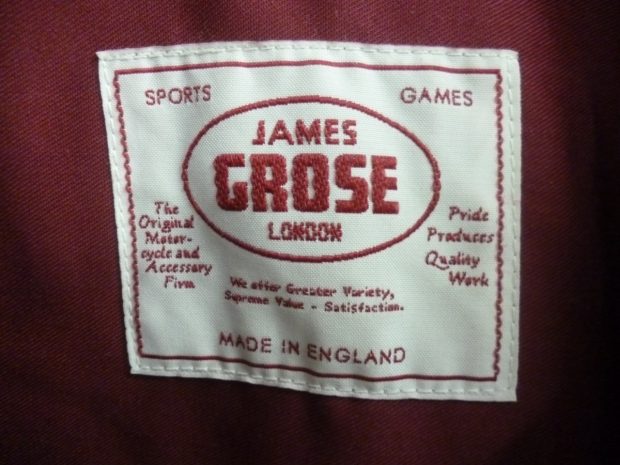 SPORTS GAMES
JAMES
GROSE
LONDON
The
Original
Motor-
cycle and
Accessory
Firm
Pride
Produces
Quality
Work
We offer Greater Variety,
Supreme Value - Satisfaction.
MADE IN ENGLAND